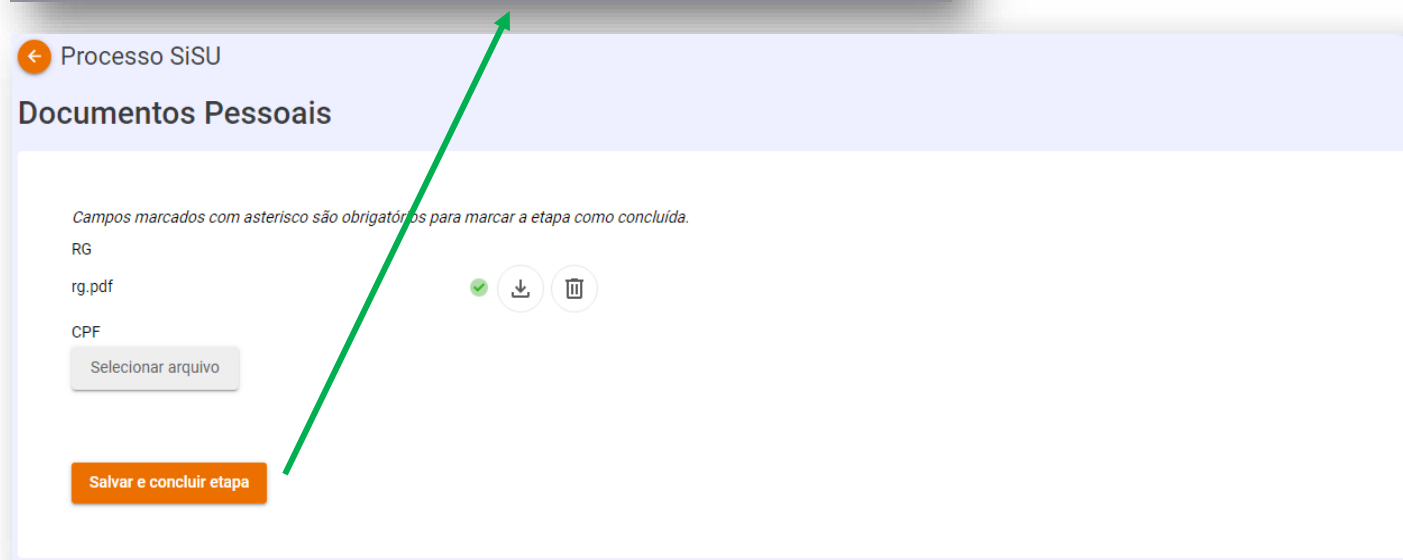 Processo SiSU
Documentos Pessoais
Campos marcados com asterisco são obrigatórios para marcar a etapa como concluída.
RG
rg.pdf
CPF
Selecionar arquivo
Salvar e concluir etapa